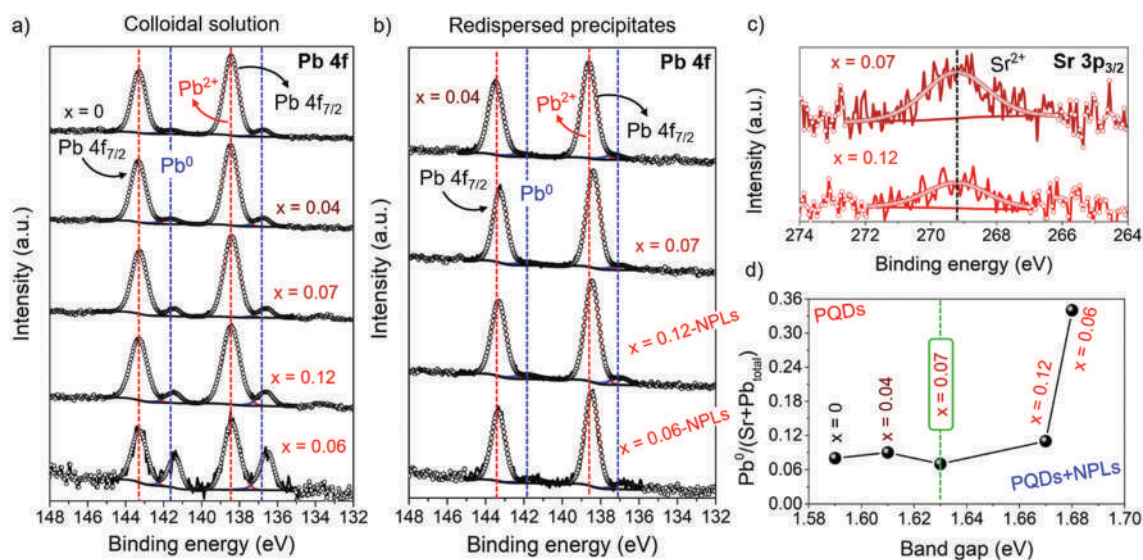 a)
Colloidal solution
Pb 4f
Pb²⁺
Pb 4f₇/₂
x = 0
Pb 4f₇/₂
Pb⁰
x = 0.04
x = 0.07
x = 0.12
x = 0.06
Intensity (a.u.)
148 146 144 142 140 138 136 134 132
Binding energy (eV)
b)
Redispersed precipitates
Pb 4f
x = 0.04
Pb²⁺
Pb 4f₇/₂
Pb 4f₇/₂
Pb⁰
x = 0.07
x = 0.12-NPLs
x = 0.06-NPLs
Intensity (a.u.)
148 146 144 142 140 138 136 134 132
Binding energy (eV)
c)
x = 0.07
Sr²⁺
Sr 3p₃/₂
x = 0.12
Intensity (a.u.)
274 272 270 268 266 264
Binding energy (eV)
d)
0.36
0.30
0.24
0.18
0.12
0.06
0.00
Pb⁰/(Sr+Pbₜₒₜₐₗ)
PQDs
x = 0
x = 0.04
x = 0.07
x = 0.12
x = 0.06
PQDs+NPLs
1.58 1.60 1.62 1.64 1.66 1.68 1.70
Band gap (eV)